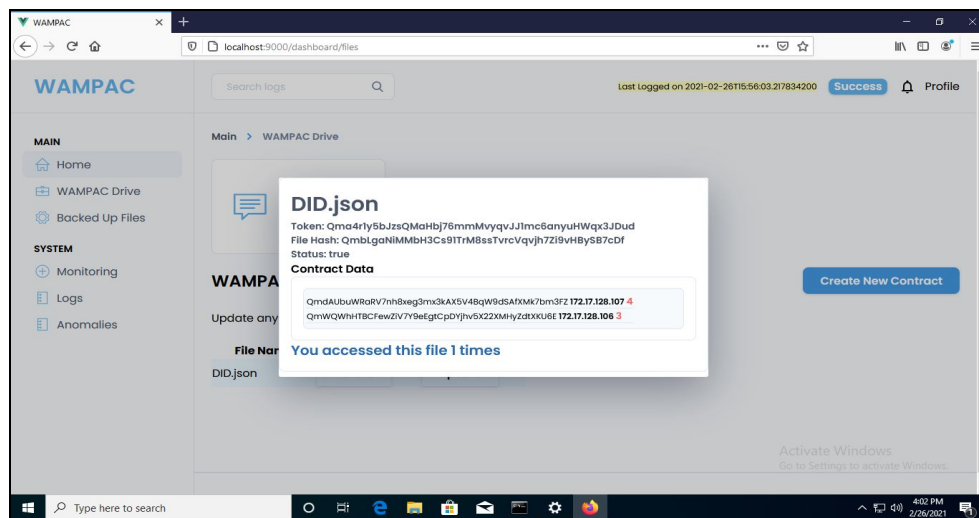 WAMPAC
localhost:9000/dashboard/files
WAMPAC
Search logs
Last Logged on 2021-02-26T15:56:03.217834200
Success
Profile
MAIN
Home
WAMPAC Drive
Backed Up Files
SYSTEM
Monitoring
Logs
Anomalies
Main > WAMPAC Drive
DID.json
Token: Qma4r1y5bJzsQMaHbj76mmMvyqvJJ1mc6anyuHWqx3JDud
File Hash: QmbLgaNiMMbH3Cs91TrM8ssTvrcVqvjh7Zi9vHBySB7cDf
Status: true
Contract Data
QmdAUbuWRaRV7nh8xeg3mx3kAX5V4BqW9dSAfXMk7bm3FZ 172.17.128.107 4
QmWQWhHTBCFewZiV7Y9eEgtCpDYjhv5X22XMHyZdtXKU6E 172.17.128.106 3
You accessed this file 1 times
WAMPA
Create New Contract
Update any
File Nar
DID.json
Activate Windows
Go to Settings to activate Windows.
Type here to search
4:02 PM
2/26/2021